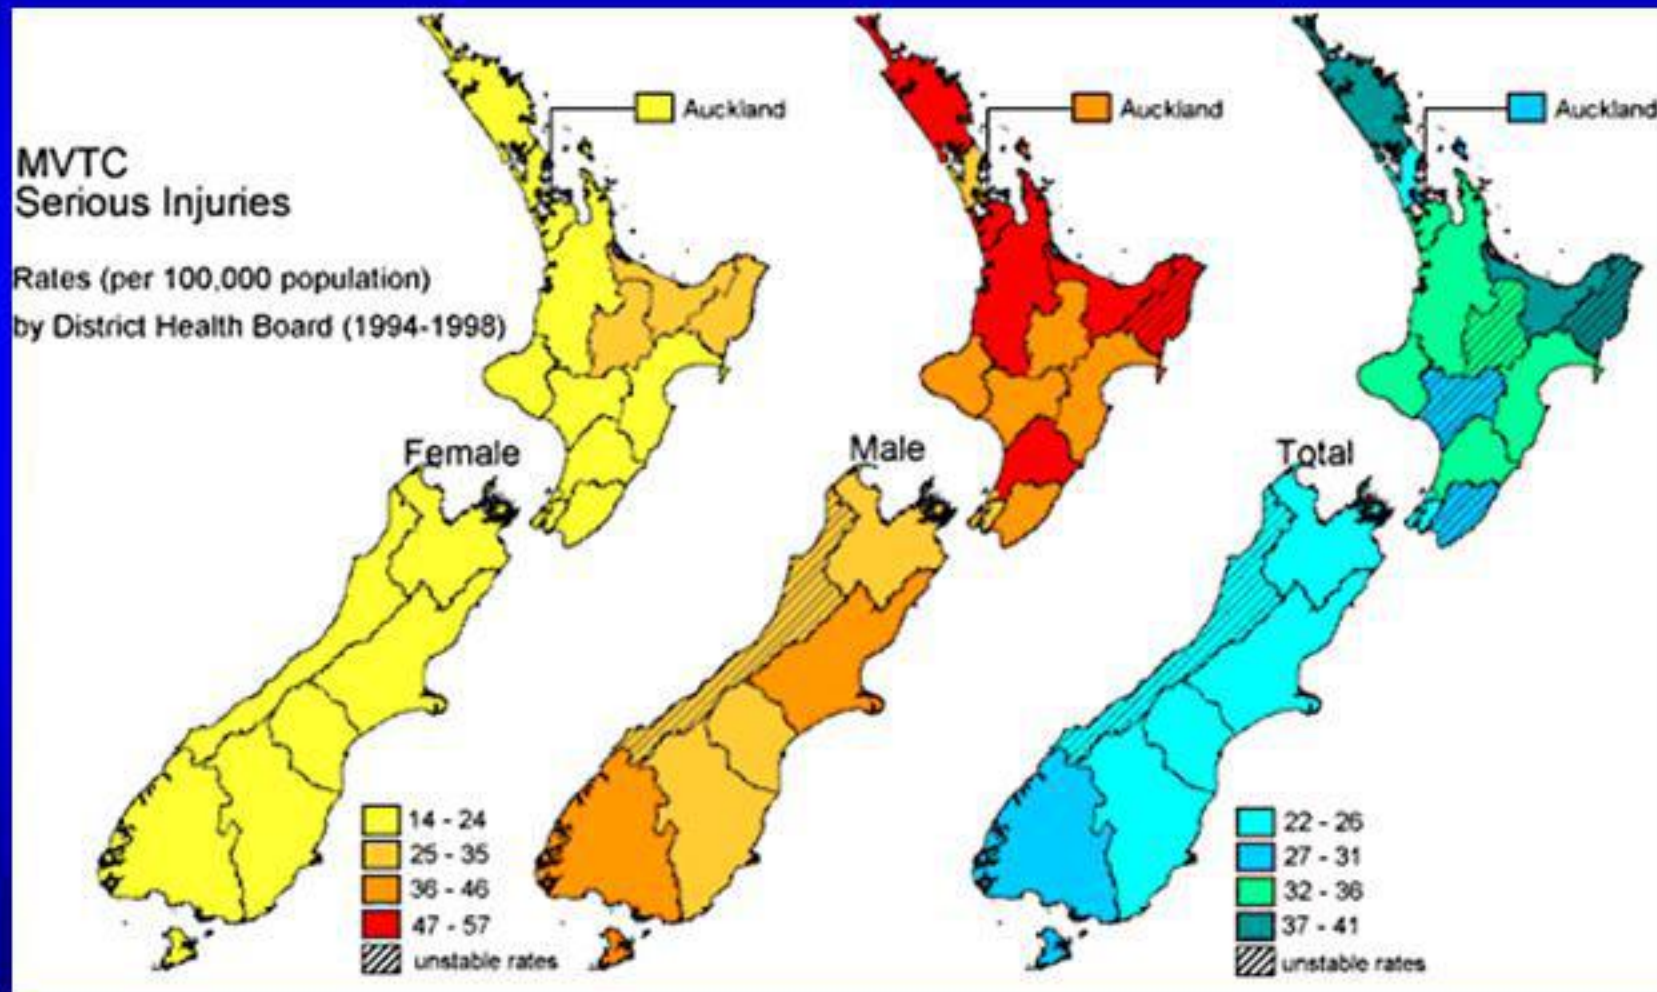 MVTC
Serious Injuries
Rates (per 100,000 population)
by District Health Board (1994-1998)
Auckland
Female
14 - 24
25 - 35
36 - 46
47 - 57
unstable rates
Auckland
Male
Auckland
Total
22 - 26
27 - 31
32 - 36
37 - 41
unstable rates